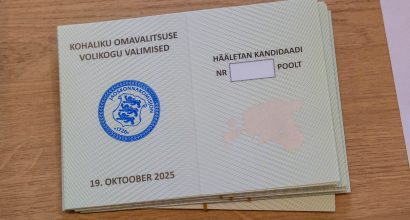 KOHALIKU OMAVALITSUSE
VOLIKOGU VALIMISED
19. OKTOOBER 2025
HÄÄLETAN KANDIDAADI
NR POOLT